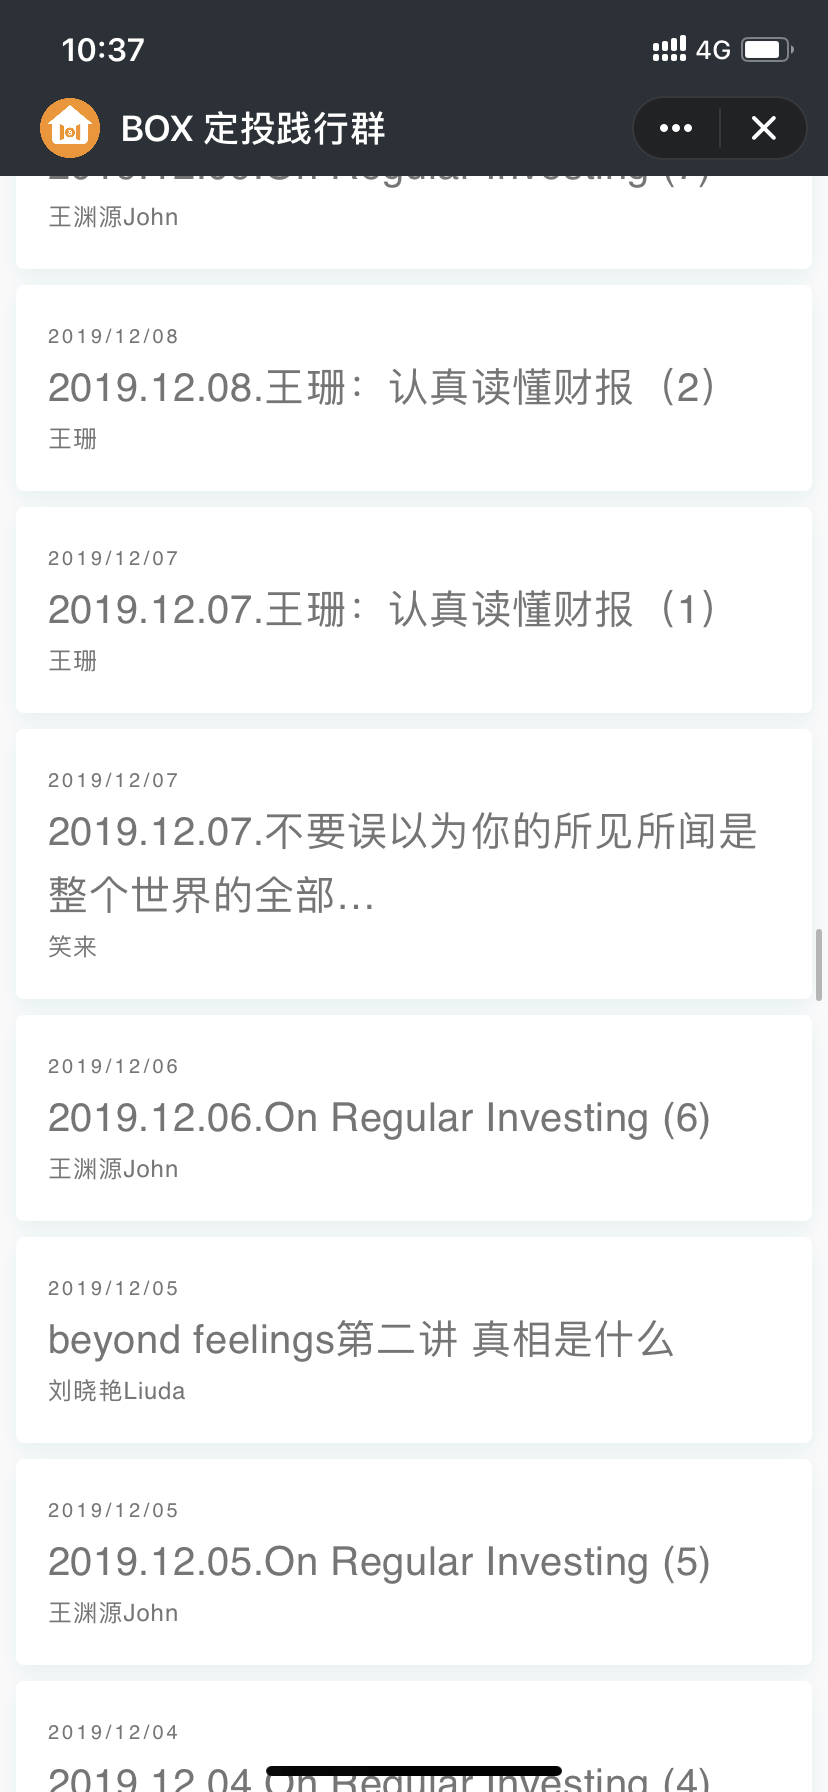 10:37
4G
BOX 定投践行群
On Regular Investing (7)
王渊源John
2019/12/08
2019.12.08.王珊：认真读懂财报（2）
王珊
2019/12/07
2019.12.07.王珊：认真读懂财报（1）
王珊
2019/12/07
2019.12.07.不要误以为你的所见所闻是
整个世界的全部...
笑来
2019/12/06
2019.12.06.On Regular Investing (6)
王渊源John
2019/12/05
beyond feelings第二讲 真相是什么
刘晓艳Liuda
2019/12/05
2019.12.05.On Regular Investing (5)
王渊源John
2019/12/04
2019.12.04.On Regular Investing (4)